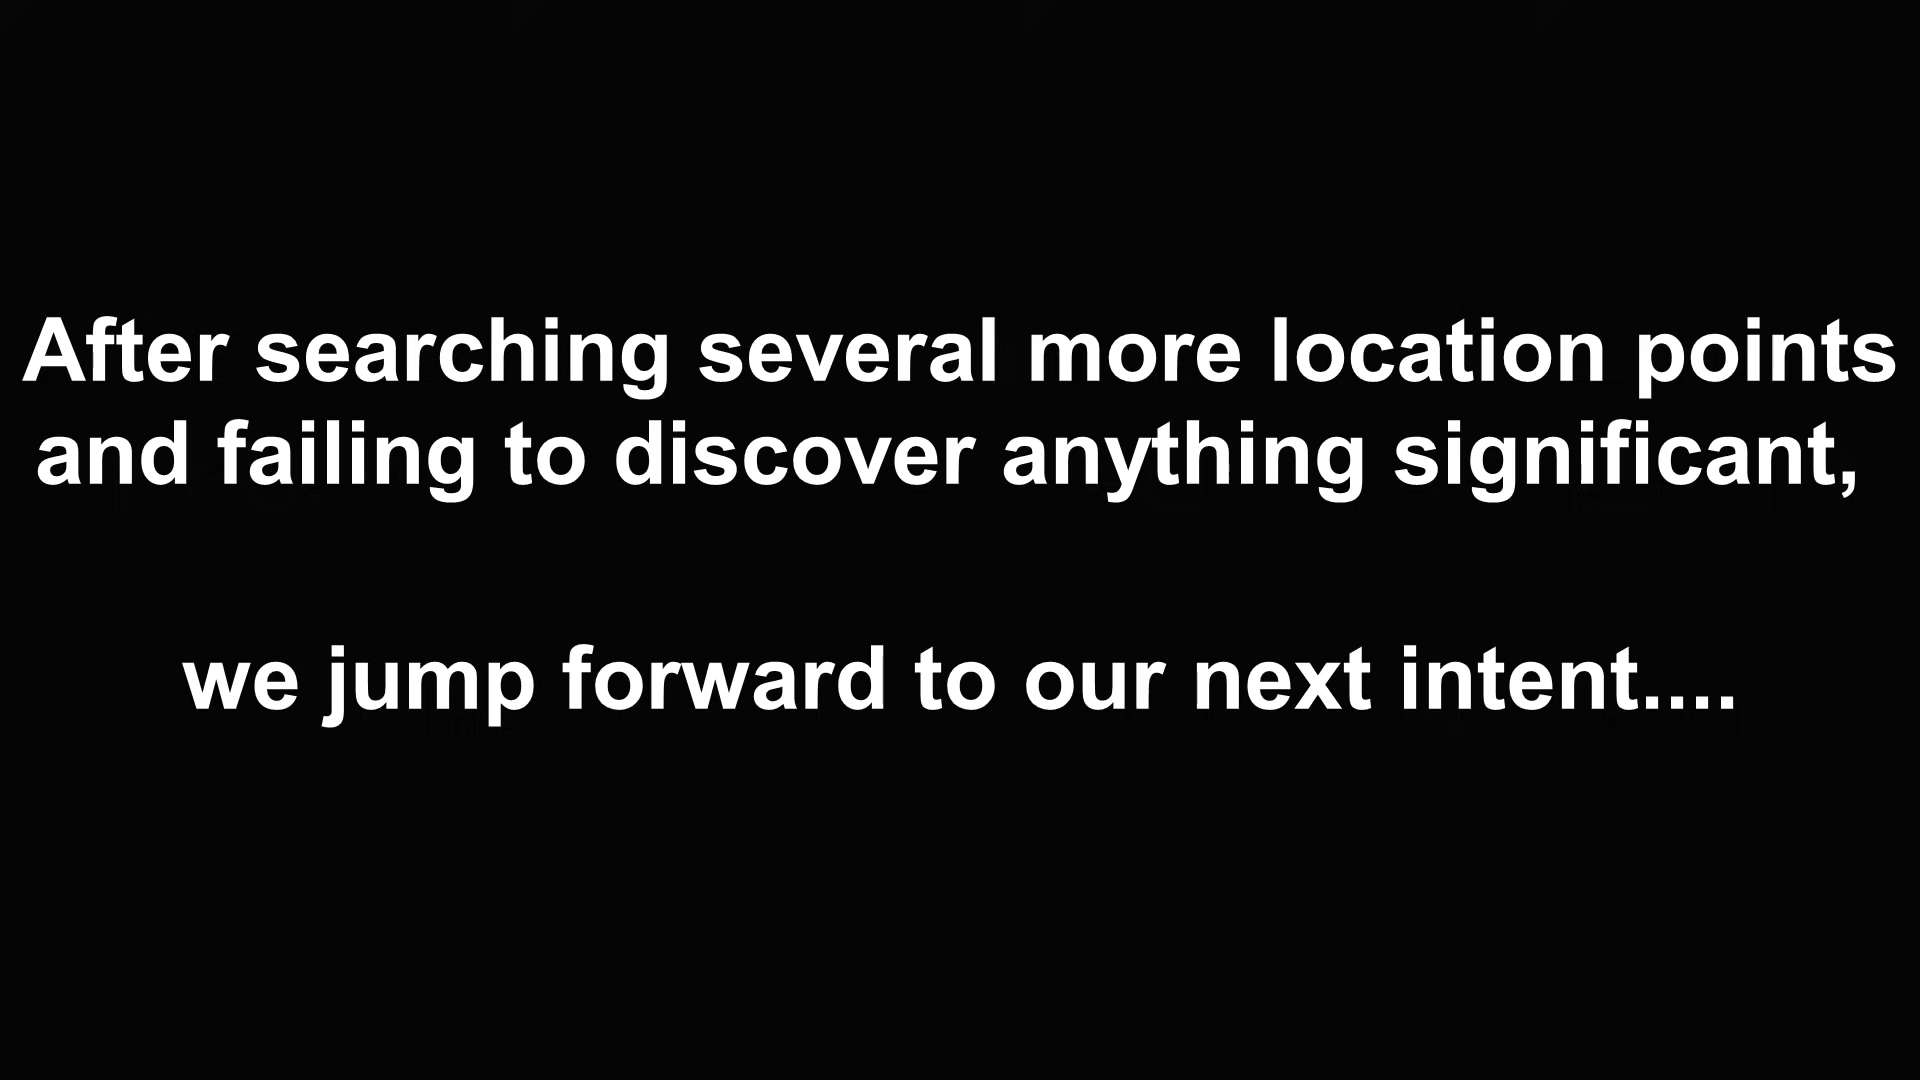 After searching several more location points
and failing to discover anything significant,
we jump forward to our next intent....